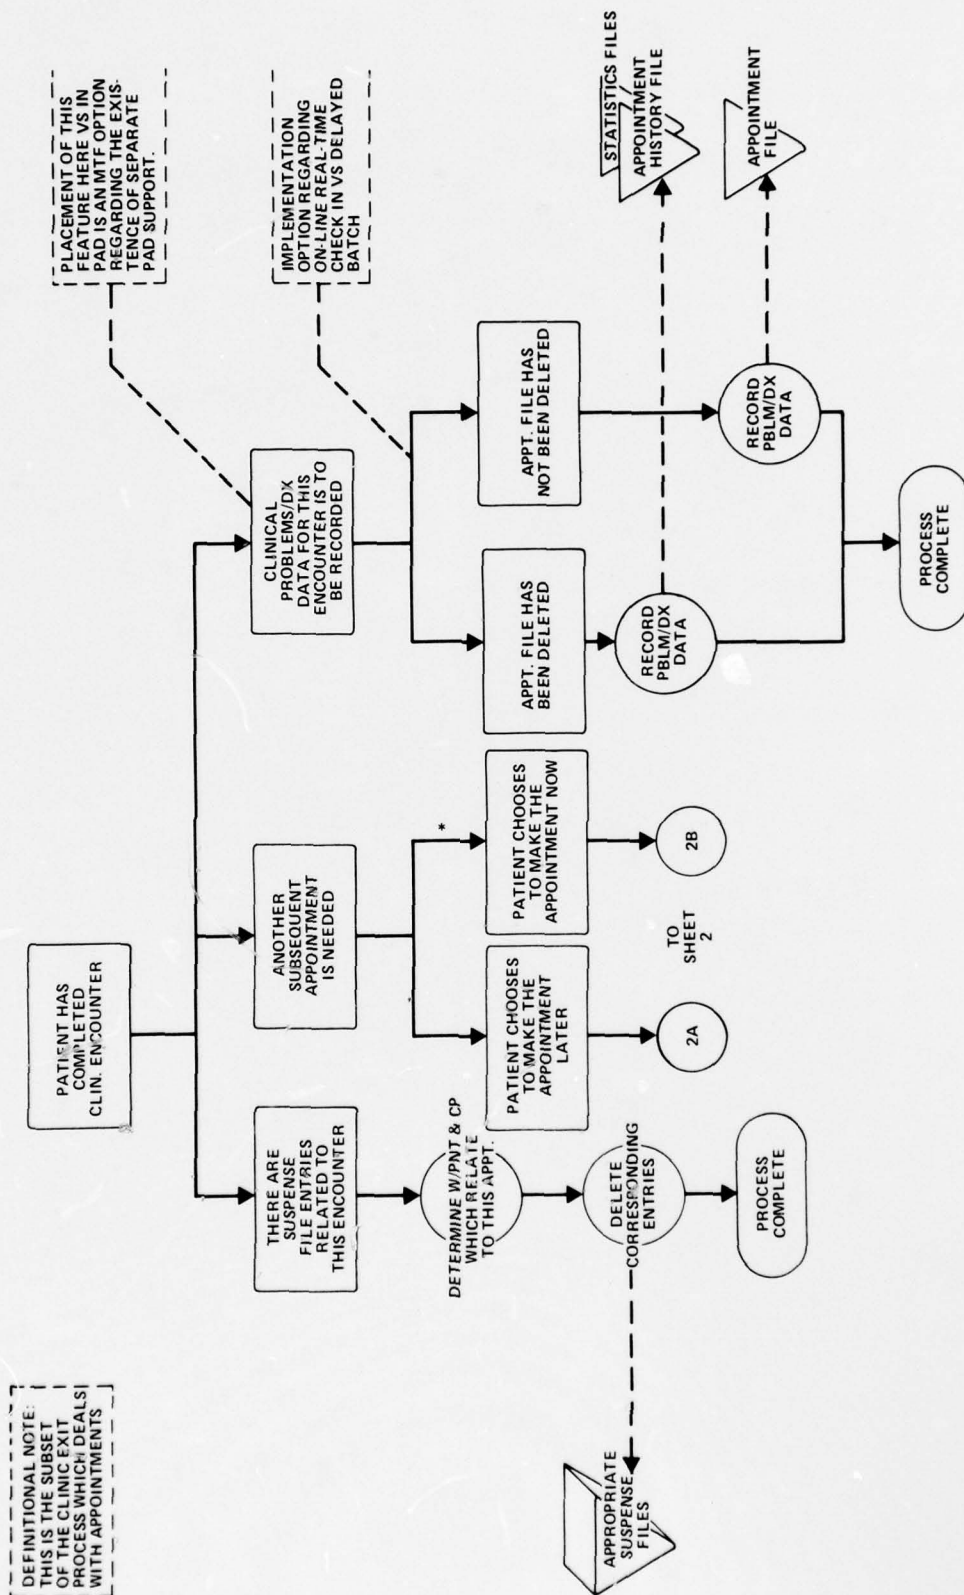 DEFINITIONAL NOTE:
THIS IS THE SUBSET
OF THE CLINIC EXIT
PROCESS WHICH DEALS
WITH APPOINTMENTS
PATIENT HAS
COMPLETED
CLIN. ENCOUNTER
PLACEMENT OF THIS
FEATURE HERE VS IN
PAD IS AN MTF OPTION
REGARDING THE EXIS-
TENCE OF SEPARATE
PAD SUPPORT.
THERE ARE
SUSPENSE
FILE ENTRIES
RELATED TO
THIS ENCOUNTER
ANOTHER
SUBSEQUENT
APPOINTMENT
IS NEEDED
CLINICAL
PROBLEMS/DX
DATA FOR THIS
ENCOUNTER IS TO
BE RECORDED
IMPLEMENTATION
OPTION REGARDING
ON-LINE REAL-TIME
CHECK IN VS DELAYED
BATCH
DETERMINE W/PNT & CP
WHICH RELATE
TO THIS APPT.
*
PATIENT CHOOSES
TO MAKE THE
APPOINTMENT
LATER
PATIENT CHOOSES
TO MAKE THE
APPOINTMENT NOW
APPT. FILE HAS
BEEN DELETED
APPT. FILE HAS
NOT BEEN DELETED
APPROPRIATE
SUSPENSE
FILES
DELETE
CORRESPONDING
ENTRIES
2A
TO
SHEET
2
2B
RECORD
PBLM/DX
DATA
RECORD
PBLM/DX
DATA
STATISTICS FILES
APPOINTMENT
HISTORY FILE
APPOINTMENT
FILE
PROCESS
COMPLETE
PROCESS
COMPLETE